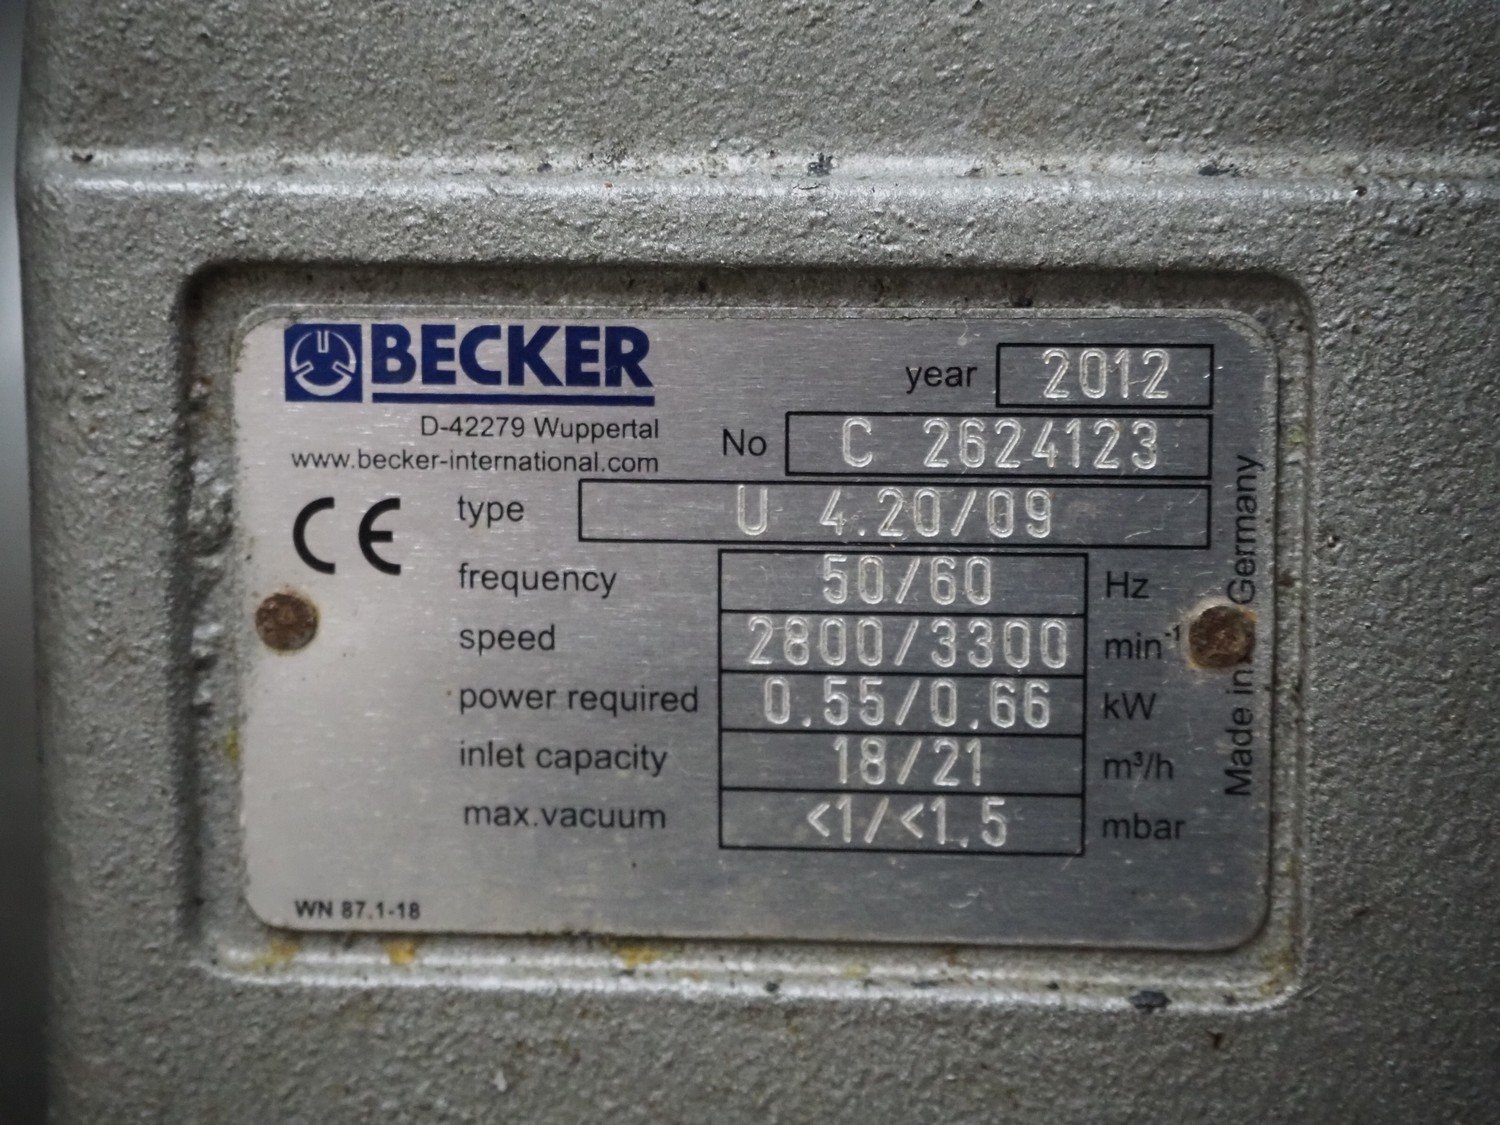 BECKER
D-42279 Wuppertal
www.becker-international.com
CE
year 2012
No C 2624123
type U 4.20/09
frequency 50/60 Hz
speed 2800/3300 min⁻¹
power required 0.55/0.66 kW
inlet capacity 18/21 m³/h
max.vacuum <1/<1.5 mbar
WN 87.1-18
Made in Germany